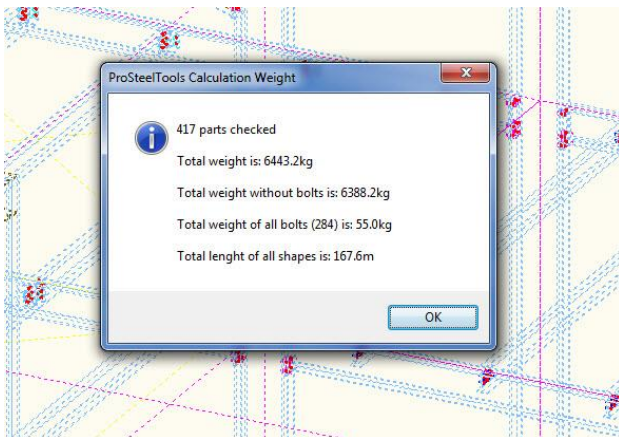 ProSteelTools Calculation Weight
417 parts checked
Total weight is: 6443.2kg
Total weight without bolts is: 6388.2kg
Total weight of all bolts (284) is: 55.0kg
Total lenght of all shapes is: 167.6m
OK